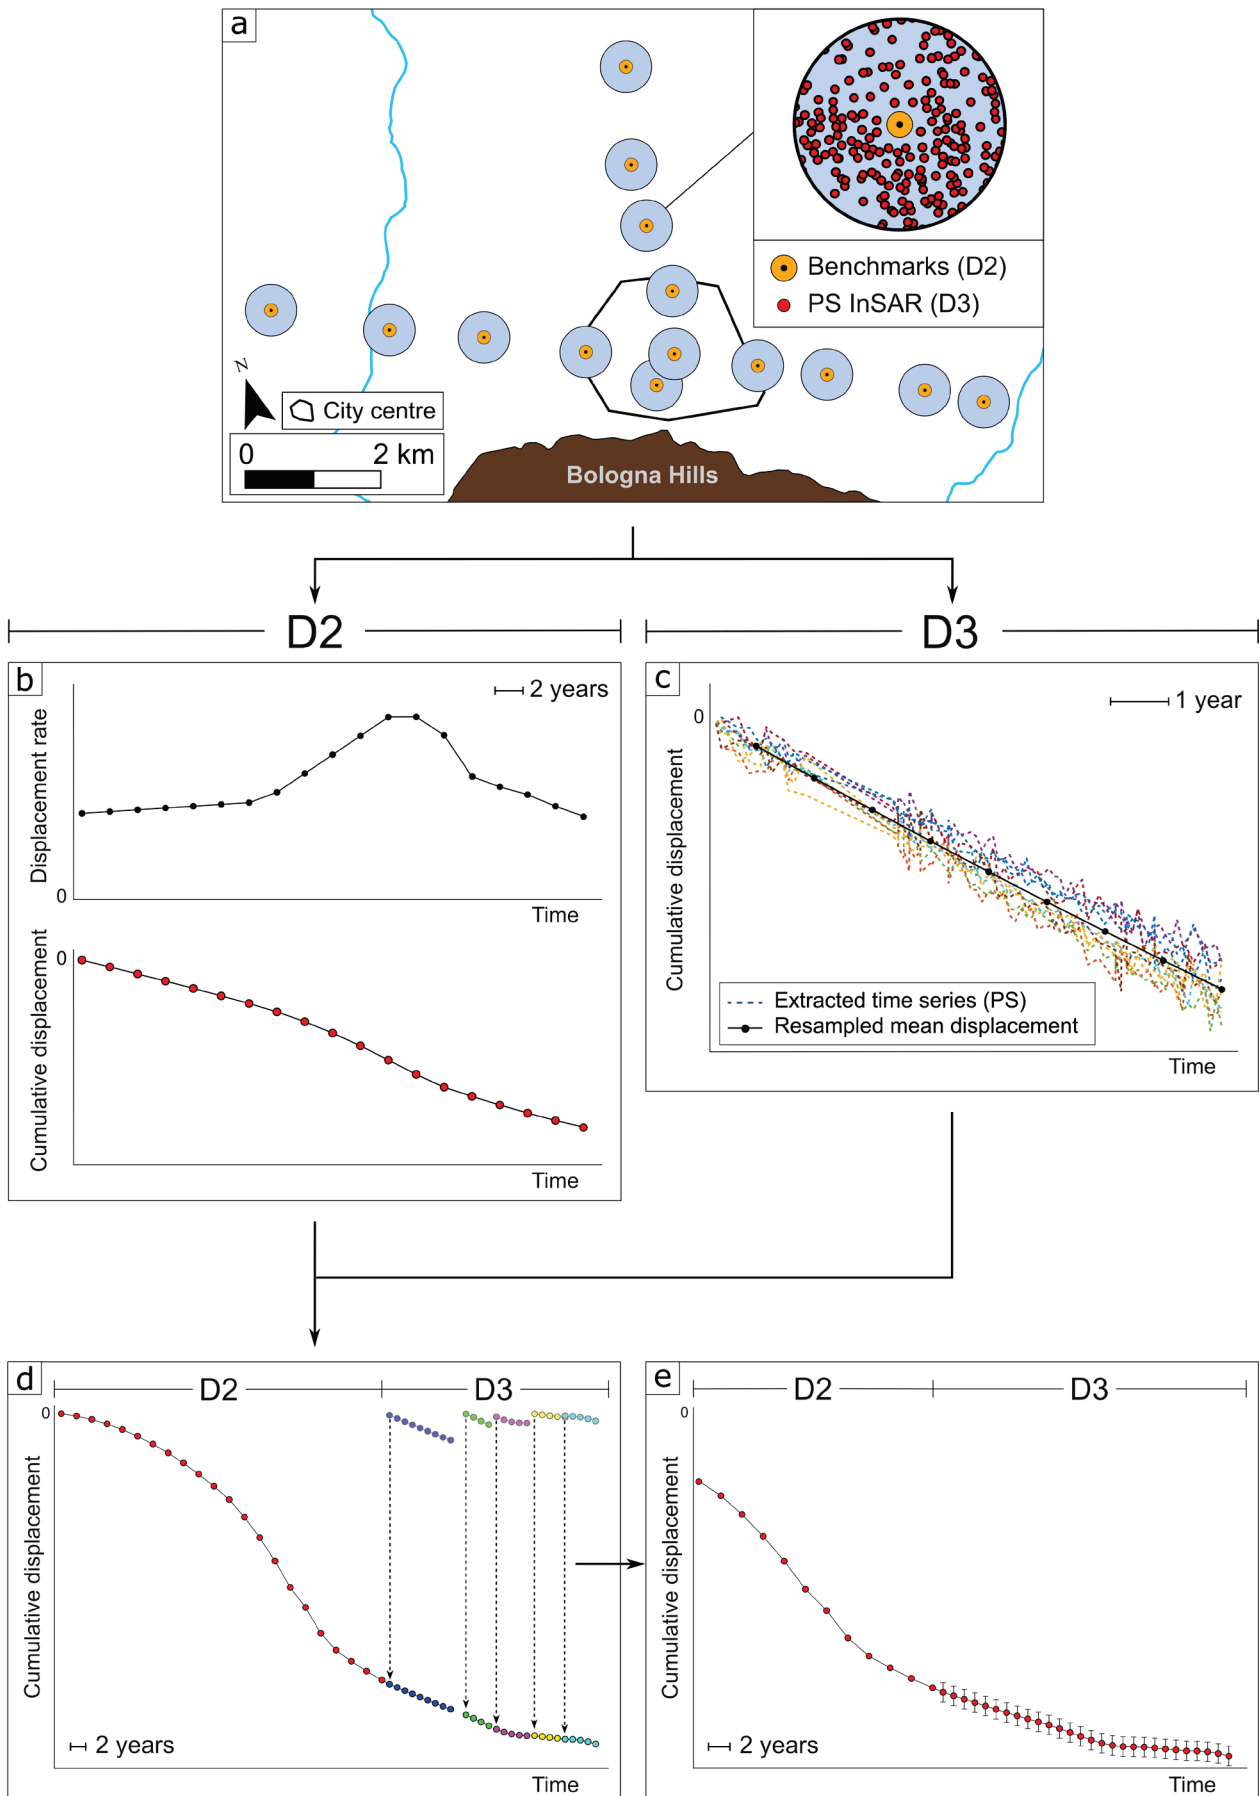 a
Benchmarks (D2)
PS InSAR (D3)
N
City centre
0 2 km
Bologna Hills
D2
D3
b
2 years
Displacement rate
0
Time
Cumulative displacement
0
Time
c
1 year
0
Cumulative displacement
Extracted time series (PS)
Resampled mean displacement
Time
d
D2
D3
0
Cumulative displacement
2 years
Time
e
D2
D3
0
Cumulative displacement
2 years
Time